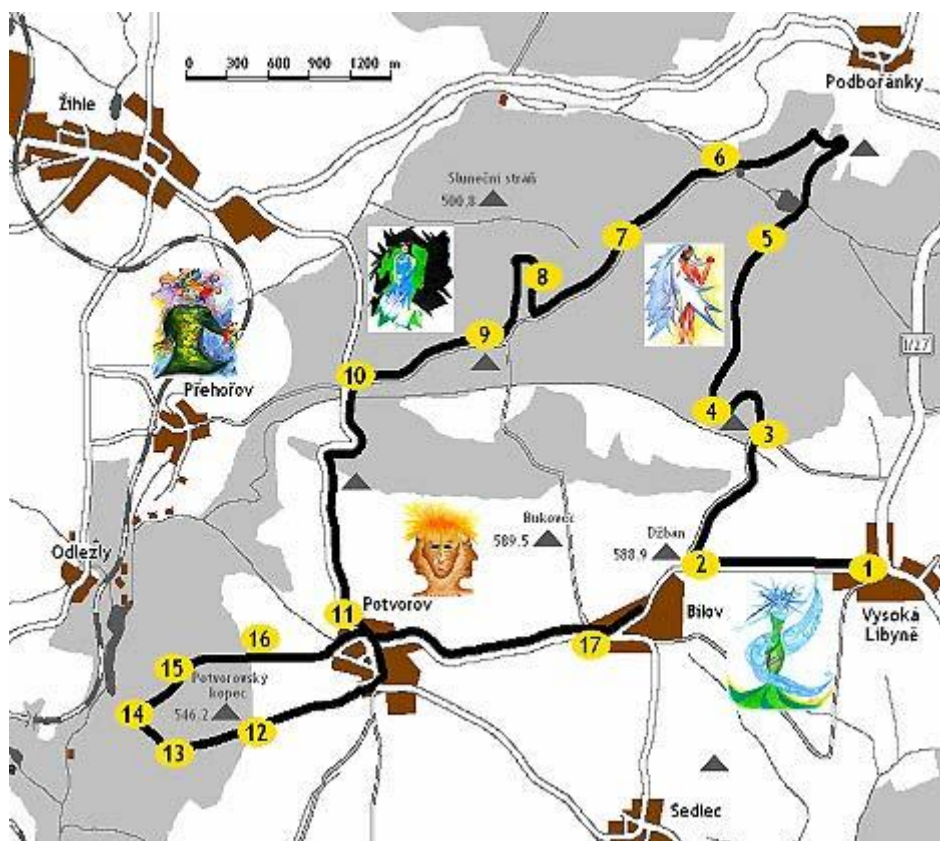 0 300 600 900 1200 m
Podbořánky
Žihle
6
Sluneční stráň
500.8
5
7
8
9
I/27
10
Přehořov
4
3
Bukovec
589.5
Džbán
588.9
Odlezly
2
1
Bílov
Vysoká
Libyně
11
Potvorov
16
17
15
Potvorovský
kopec
546.2
14
12
13
Sedlec